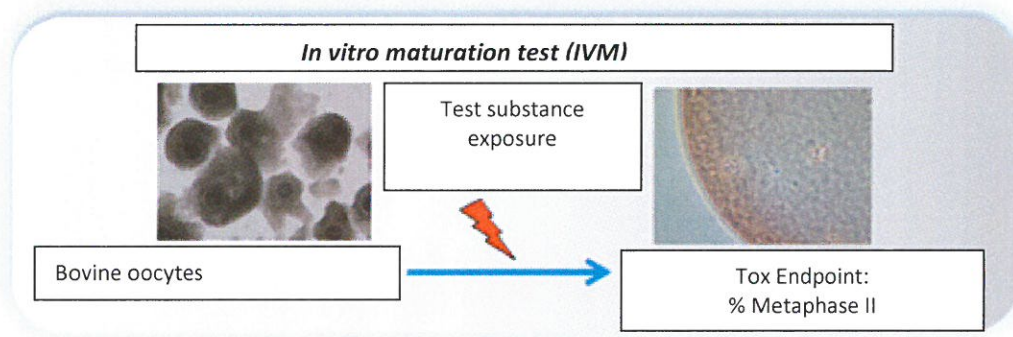 In vitro maturation test (IVM)
Test substance
exposure
Bovine oocytes
Tox Endpoint:
% Metaphase II